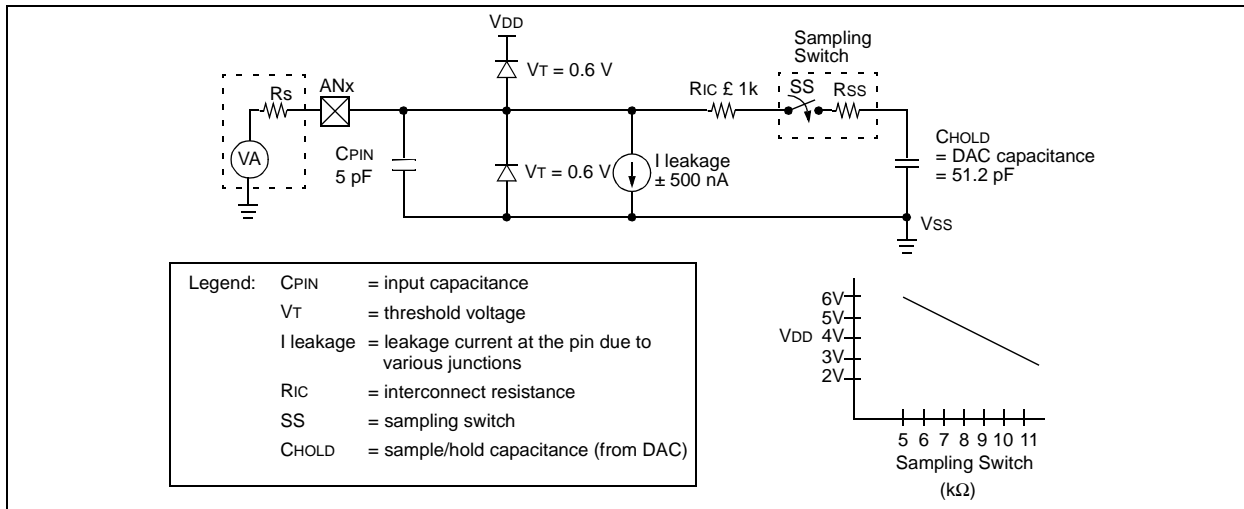 VDD
Sampling
Switch
VT = 0.6 V
Rs
ANx
RIC £ 1k
SS
RSS
CHOLD
= DAC capacitance
= 51.2 pF
VA
CPIN
5 pF
VT = 0.6 V
I leakage
± 500 nA
VSS
Legend:
CPIN = input capacitance
VT = threshold voltage
I leakage = leakage current at the pin due to
various junctions
RIC = interconnect resistance
SS = sampling switch
CHOLD = sample/hold capacitance (from DAC)
6V
5V
VDD 4V
3V
2V
5 6 7 8 9 10 11
Sampling Switch
(kΩ)